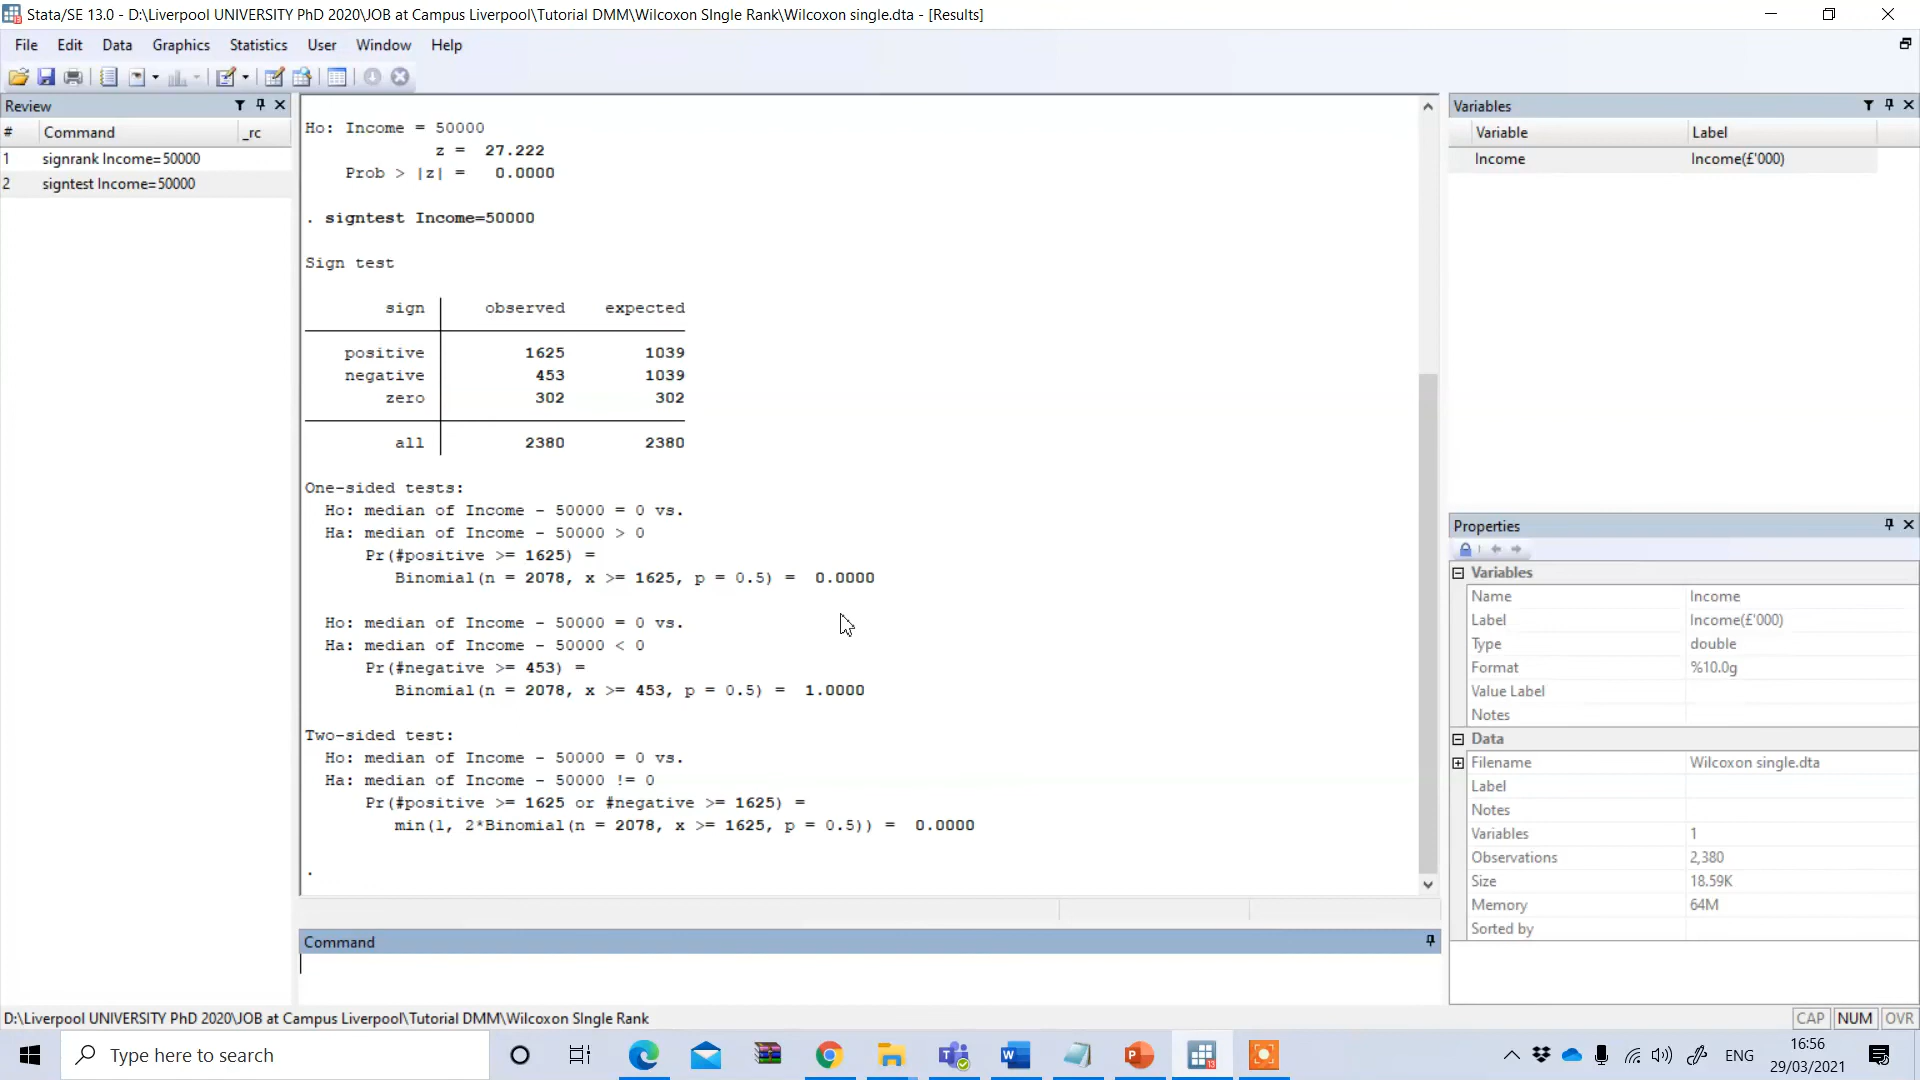 Stata/SE 13.0 - D:\Liverpool UNIVERSITY PhD 2020\JOB at Campus Liverpool\Tutorial DMM\Wilcoxon SIngle Rank\Wilcoxon single.dta - [Results]
File Edit Data Graphics Statistics User Window Help
Review
# Command _rc
1 signrank Income=50000
2 signtest Income=50000
Ho: Income = 50000
z = 27.222
Prob > |z| = 0.0000
. signtest Income=50000
Sign test
sign | observed expected
positive | 1625 1039
negative | 453 1039
zero | 302 302
all | 2380 2380
One-sided tests:
Ho: median of Income - 50000 = 0 vs.
Ha: median of Income - 50000 > 0
Pr(#positive >= 1625) =
Binomial(n = 2078, x >= 1625, p = 0.5) = 0.0000
Ho: median of Income - 50000 = 0 vs.
Ha: median of Income - 50000 < 0
Pr(#negative >= 453) =
Binomial(n = 2078, x >= 453, p = 0.5) = 1.0000
Two-sided test:
Ho: median of Income - 50000 = 0 vs.
Ha: median of Income - 50000 != 0
Pr(#positive >= 1625 or #negative >= 1625) =
min(1, 2*Binomial(n = 2078, x >= 1625, p = 0.5)) = 0.0000
.
Command
Variables
Variable Label
Income Income(£'000)
Properties
Variables
Name Income
Label Income(£'000)
Type double
Format %10.0g
Value Label
Notes
Data
Filename Wilcoxon single.dta
Label
Notes
Variables 1
Observations 2,380
Size 18.59K
Memory 64M
Sorted by
D:\Liverpool UNIVERSITY PhD 2020\JOB at Campus Liverpool\Tutorial DMM\Wilcoxon SIngle Rank
CAP NUM OVR
Type here to search
ENG
16:56
29/03/2021